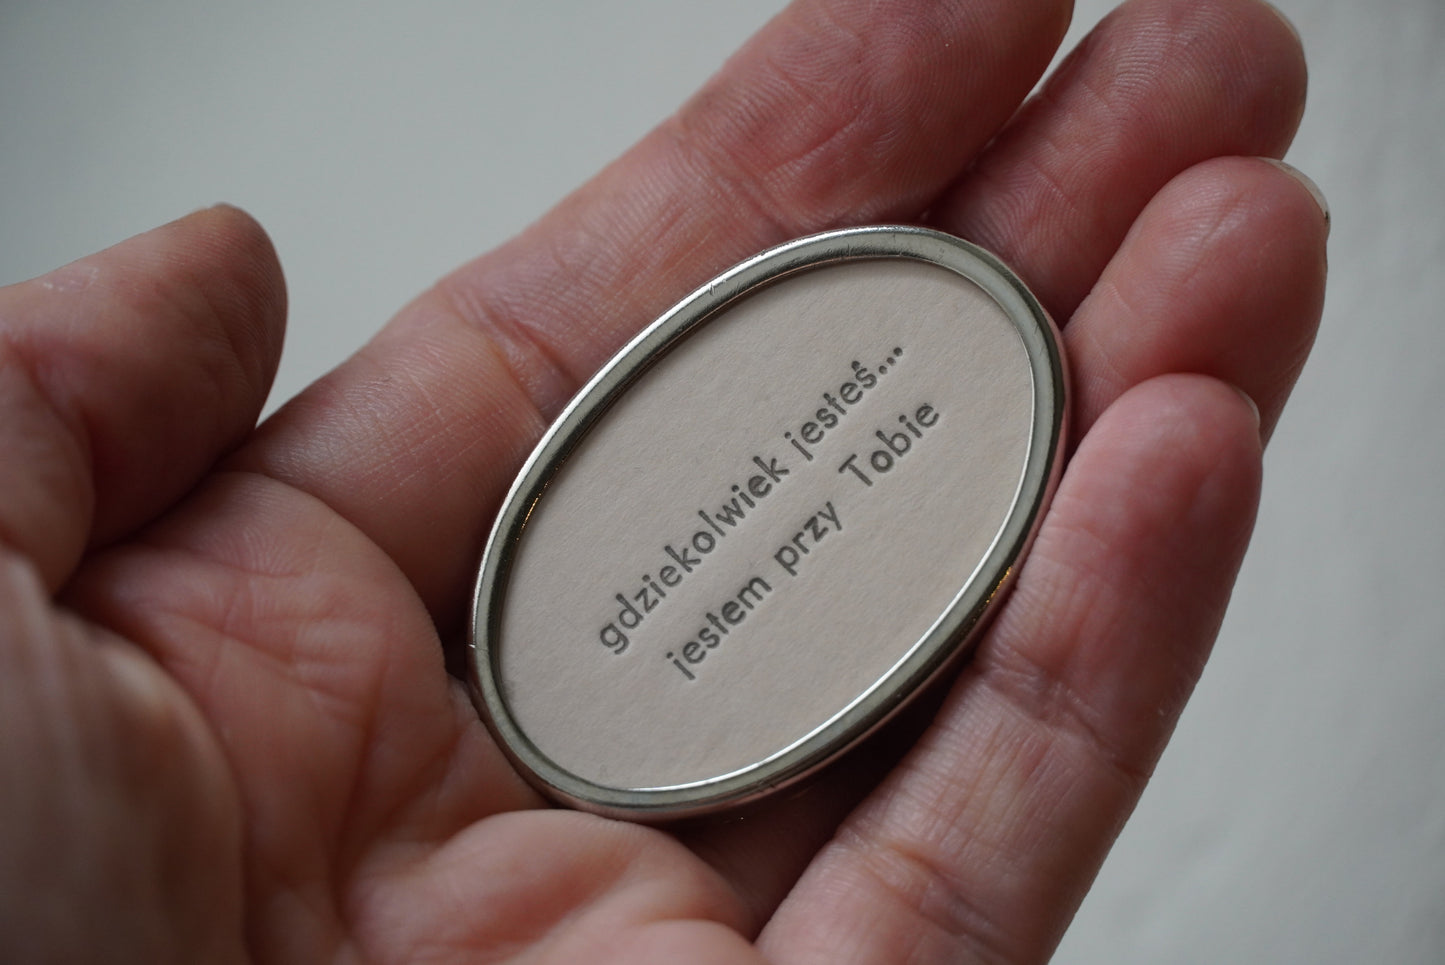 gdziekolwiek jesteś...
jestem przy Tobie